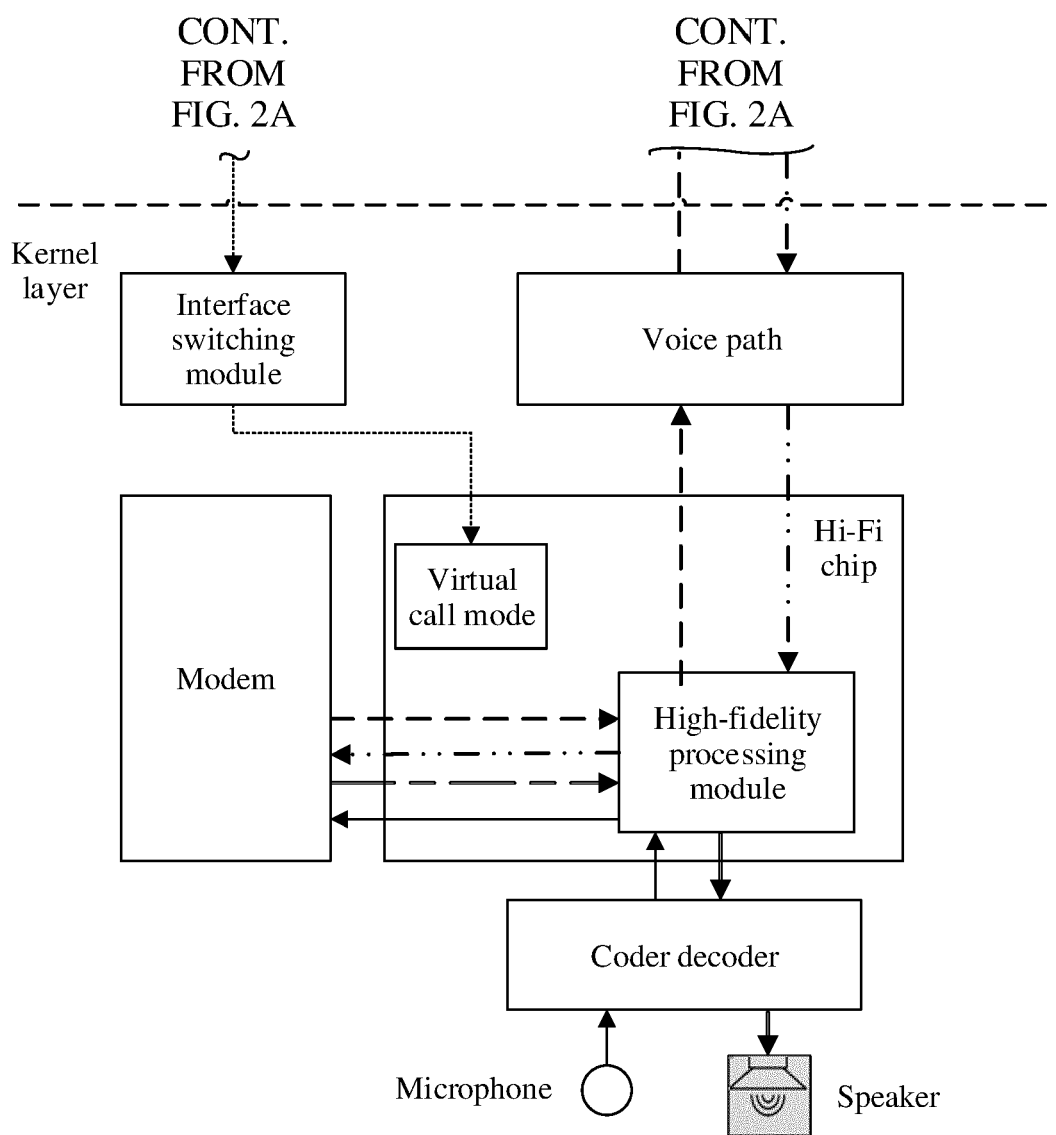 CONT.
FROM
FIG. 2A
CONT.
FROM
FIG. 2A
Kernel
layer
Interface
switching
module
Voice path
Hi-Fi
chip
Virtual
call mode
Modem
High-fidelity
processing
module
Coder decoder
Microphone
Speaker